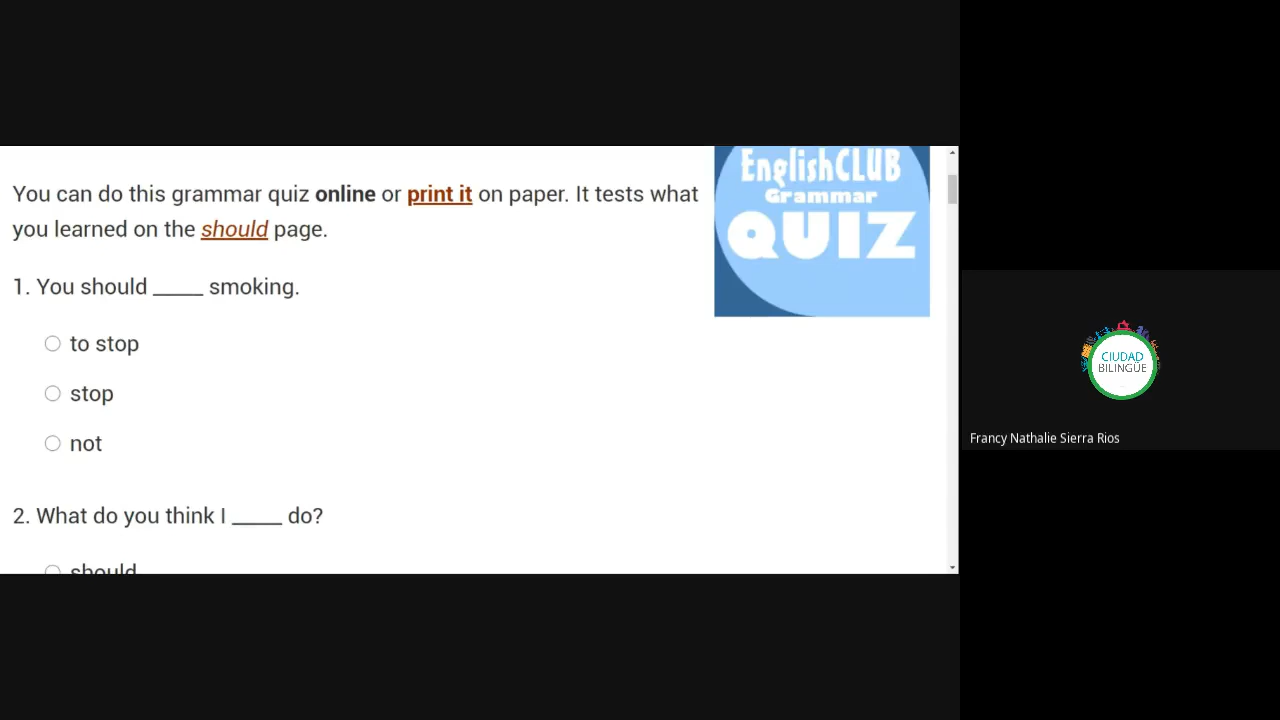 EnglishCLUB
Grammar
QUIZ
You can do this grammar quiz online or print it on paper. It tests what
you learned on the should page.
1. You should _____ smoking.
to stop
stop
not
2. What do you think I _____ do?
should
CIUDAD
BILINGÜE
Francy Nathalie Sierra Rios